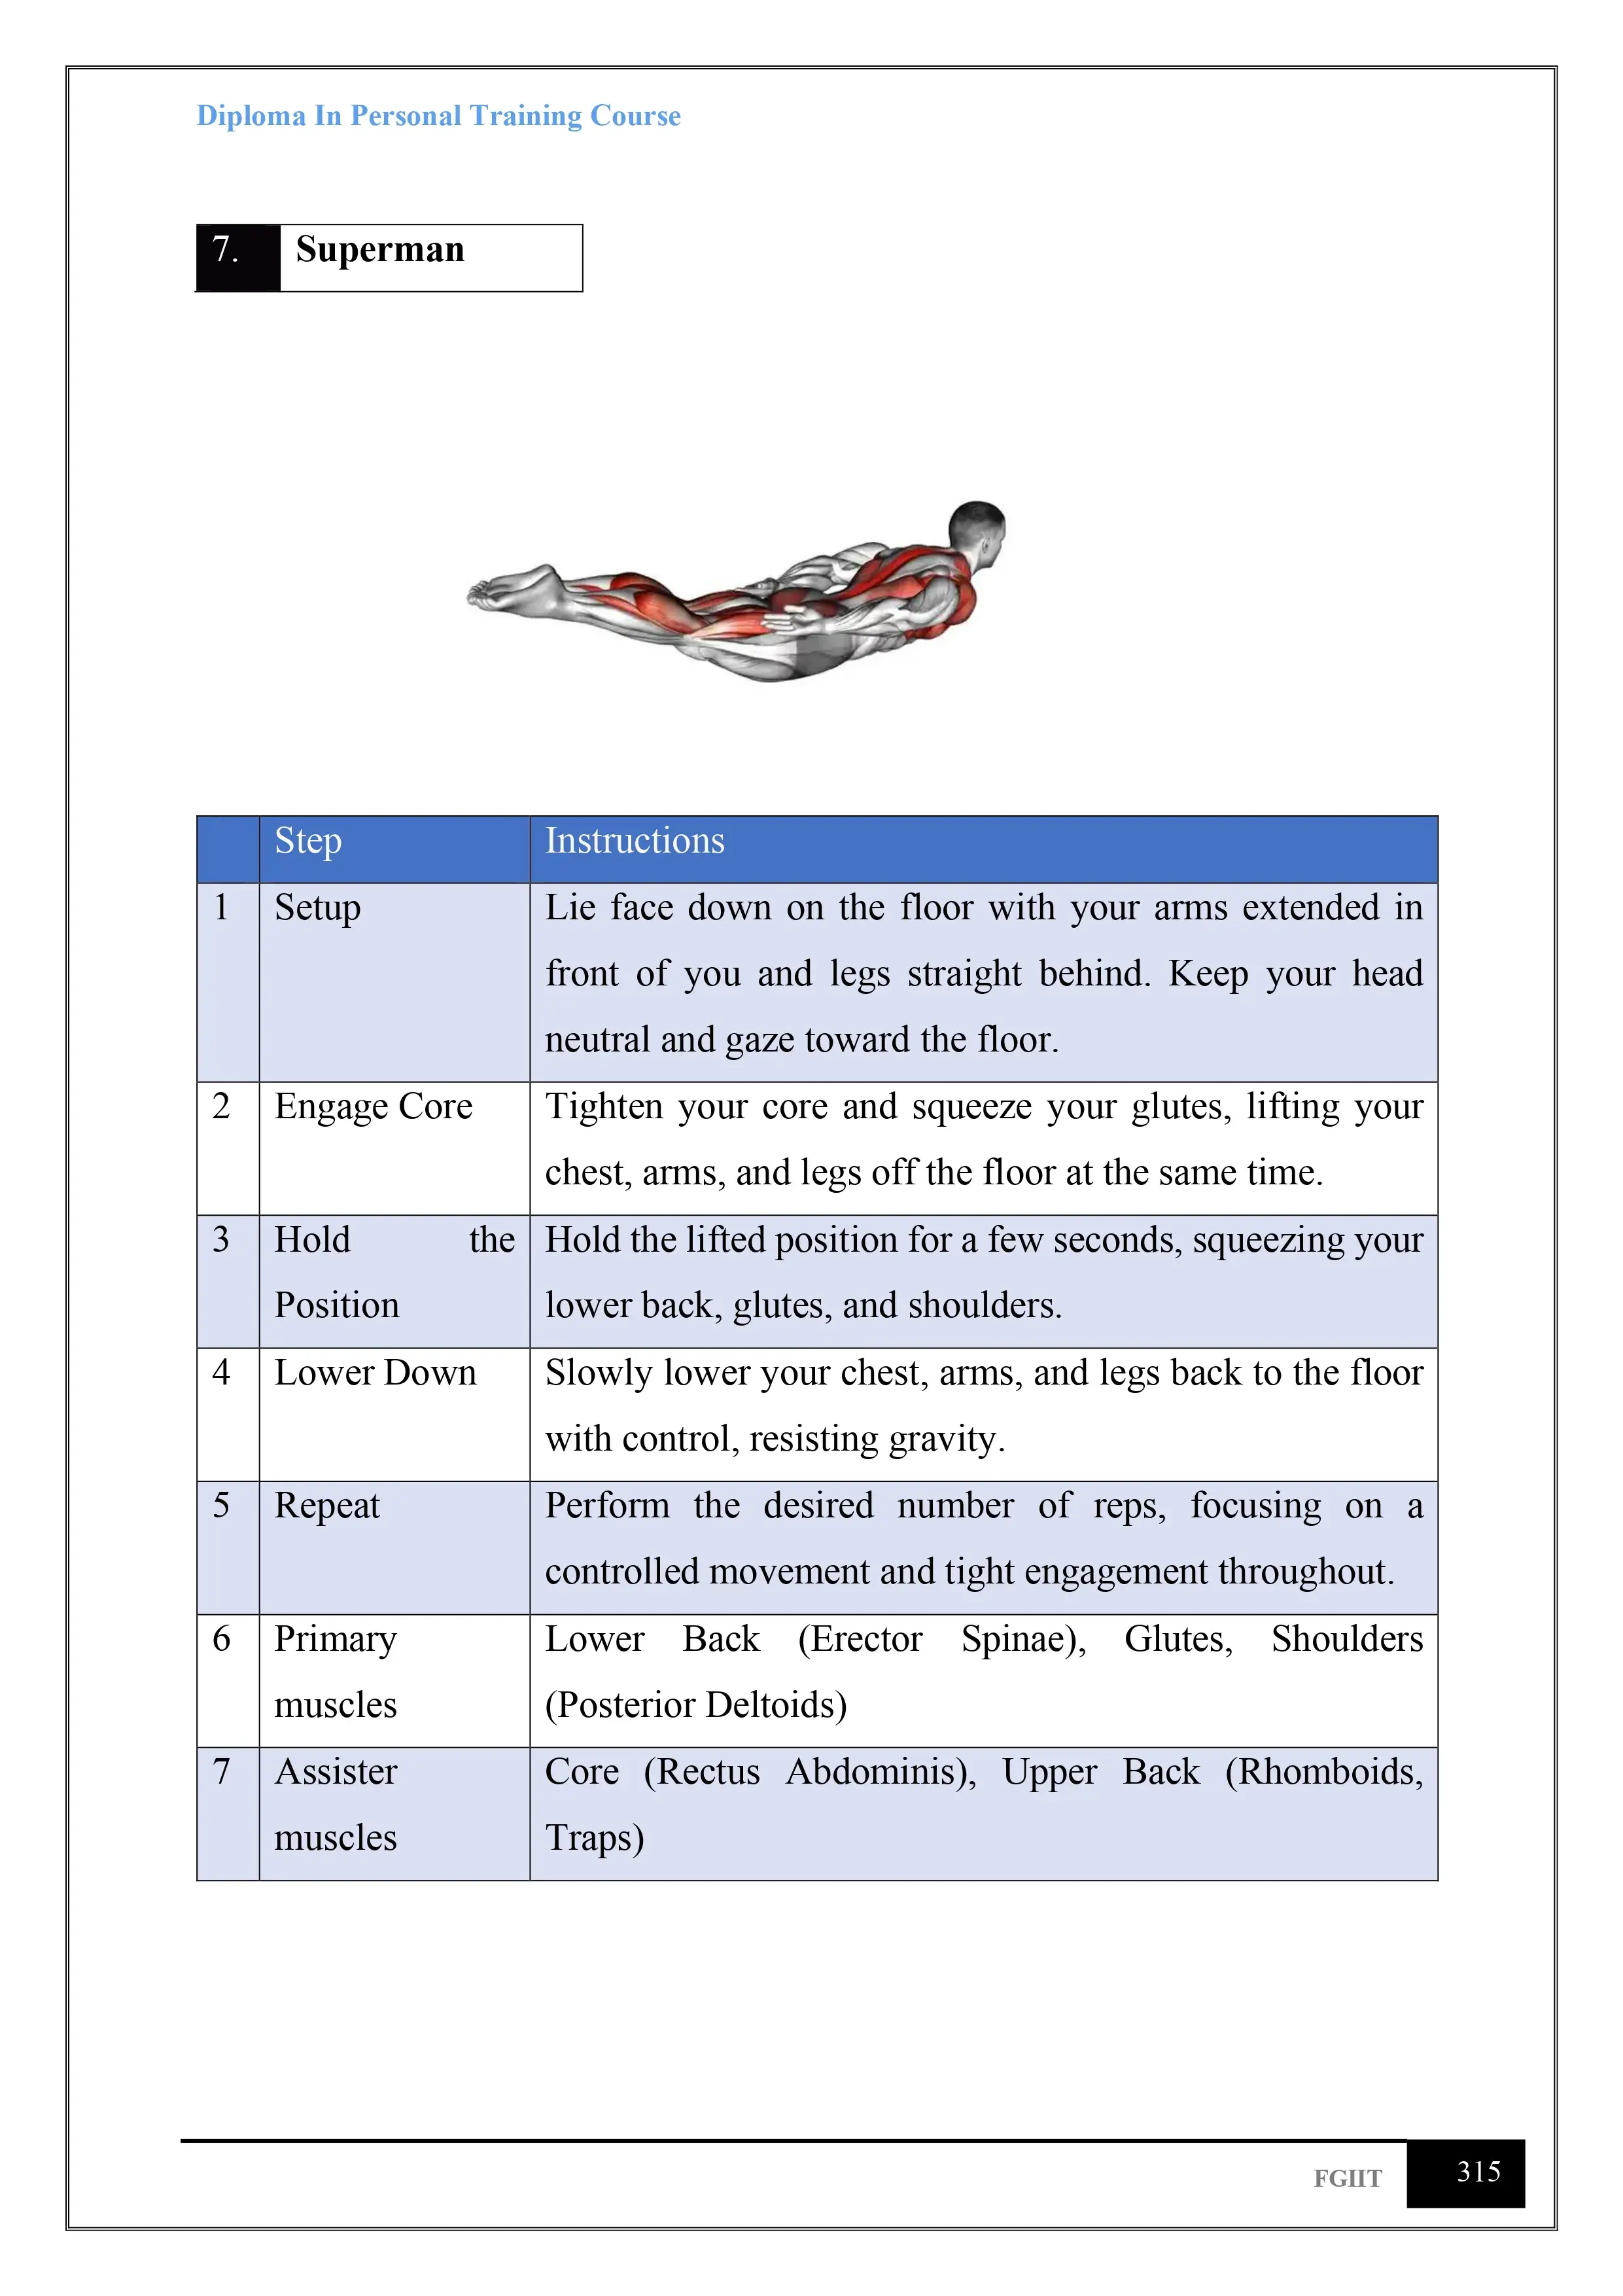 Diploma In Personal Training Course
7. Superman
Step Instructions
1 Setup Lie face down on the floor with your arms extended in
front of you and legs straight behind. Keep your head
neutral and gaze toward the floor.
2 Engage Core Tighten your core and squeeze your glutes, lifting your
chest, arms, and legs off the floor at the same time.
3 Hold the Hold the lifted position for a few seconds, squeezing your
Position lower back, glutes, and shoulders.
4 Lower Down Slowly lower your chest, arms, and legs back to the floor
with control, resisting gravity.
5 Repeat Perform the desired number of reps, focusing on a
controlled movement and tight engagement throughout.
6 Primary Lower Back (Erector Spinae), Glutes, Shoulders
muscles (Posterior Deltoids)
7 Assister Core (Rectus Abdominis), Upper Back (Rhomboids,
muscles Traps)
FGIIT 315